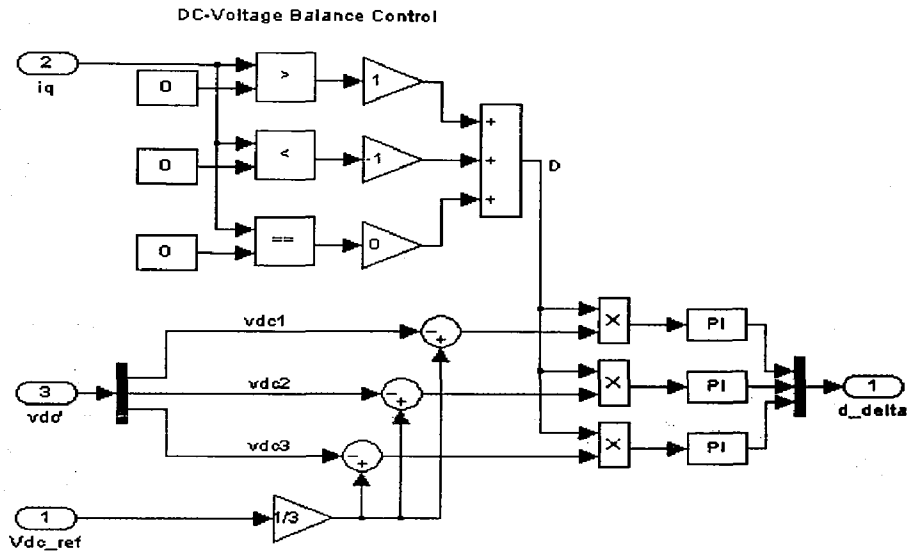 DC-Voltage Balance Control
2
iq
0
>
1
+
0
<
-1
+
D
0
==
0
+
vdc1
-
+
X
PI
3
vdc'
vdc2
-
+
X
PI
1
d_delta
vdc3
-
+
X
PI
1
Vdc_ref
1/3